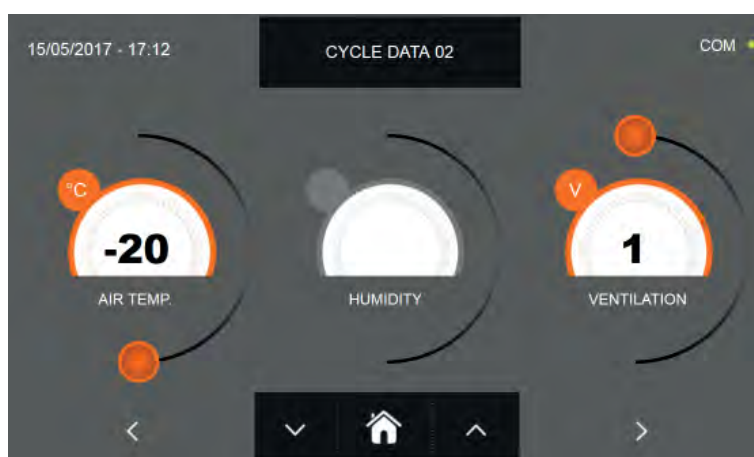 15/05/2017 - 17:12
CYCLE DATA 02
COM
°C
V
-20
1
AIR TEMP.
HUMIDITY
VENTILATION